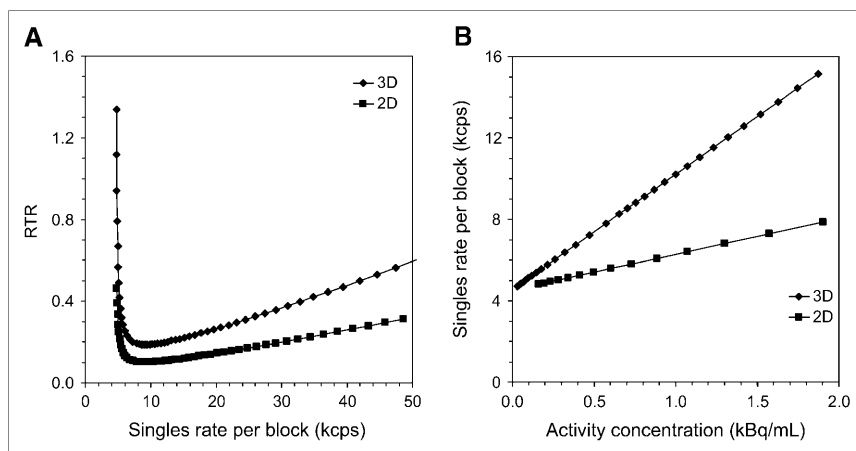 A
1.6
1.2
0.8
0.4
0.0
RTR
3D
2D
0 10 20 30 40 50
Singles rate per block (kcps)
B
16
12
8
4
0
Singles rate per block (kcps)
3D
2D
0.0 0.5 1.0 1.5 2.0
Activity concentration (kBq/mL)